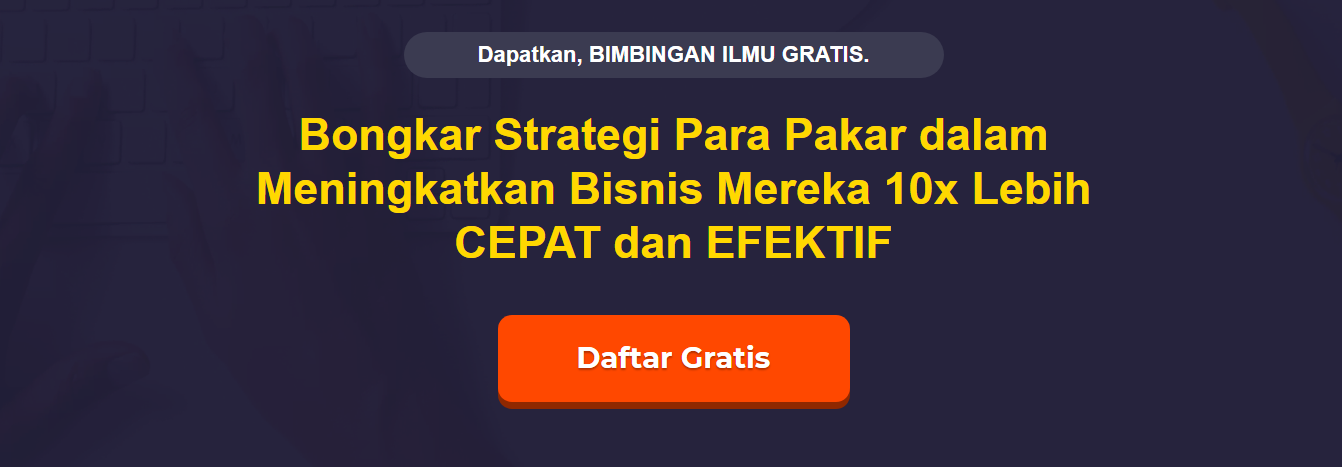 Dapatkan, BIMBINGAN ILMU GRATIS.
Bongkar Strategi Para Pakar dalam
Meningkatkan Bisnis Mereka 10x Lebih
CEPAT dan EFEKTIF
Daftar Gratis